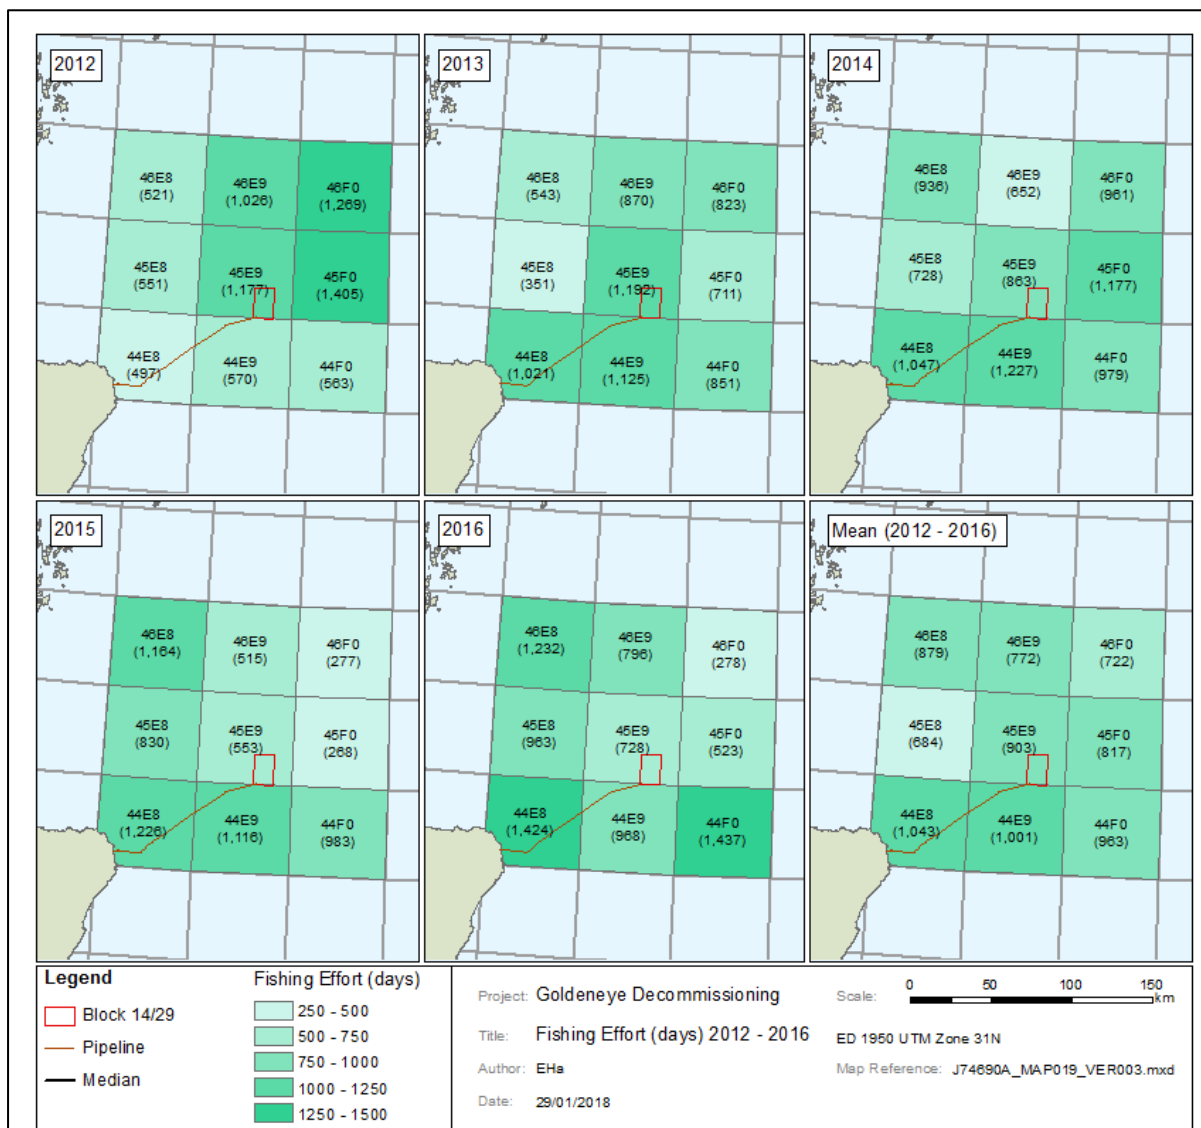 2012
46E8
(521)
46E9
(1,026)
46F0
(1,269)
45E8
(551)
45E9
(1,177)
45F0
(1,405)
44E8
(497)
44E9
(570)
44F0
(563)
2013
46E8
(543)
46E9
(870)
46F0
(823)
45E8
(351)
45E9
(1,192)
45F0
(711)
44E8
(1,021)
44E9
(1,125)
44F0
(851)
2014
46E8
(936)
46E9
(652)
46F0
(961)
45E8
(728)
45E9
(863)
45F0
(1,177)
44E8
(1,047)
44E9
(1,227)
44F0
(979)
2015
46E8
(1,164)
46E9
(515)
46F0
(277)
45E8
(830)
45E9
(553)
45F0
(268)
44E8
(1,226)
44E9
(1,116)
44F0
(983)
2016
46E8
(1,232)
46E9
(796)
46F0
(278)
45E8
(963)
45E9
(728)
45F0
(523)
44E8
(1,424)
44E9
(968)
44F0
(1,437)
Mean (2012 - 2016)
46E8
(879)
46E9
(772)
46F0
(722)
45E8
(684)
45E9
(903)
45F0
(817)
44E8
(1,043)
44E9
(1,001)
44F0
(963)
Legend
Block 14/29
Pipeline
Median
Fishing Effort (days)
250 - 500
500 - 750
750 - 1000
1000 - 1250
1250 - 1500
Project: Goldeneye Decommissioning
Title: Fishing Effort (days) 2012 - 2016
Author: EHa
Date: 29/01/2018
Scale: 0 50 100 150 km
ED 1950 UTM Zone 31N
Map Reference: J74690A_MAP019_VER003.mxd